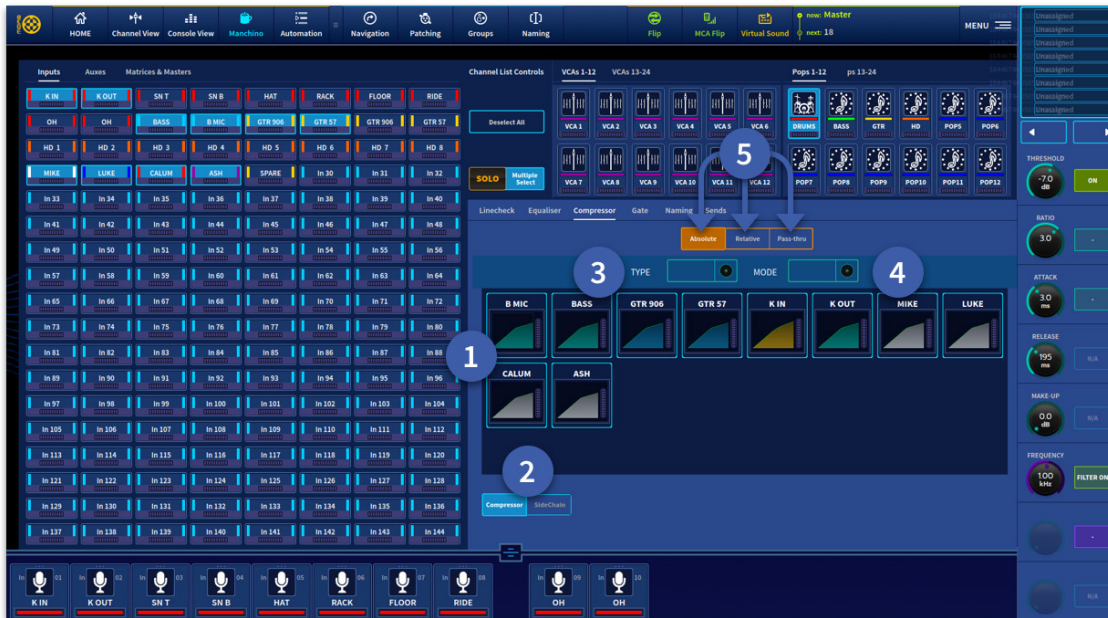 now: Master
HOME Channel View Console View Manchino Automation Navigation Patching Groups Naming Flip MCA Flip Virtual Sound next: 18 MENU
Unassigned
Unassigned
Unassigned
Unassigned
Unassigned
Unassigned
Unassigned
Unassigned
Inputs Auxes Matrices & Masters Channel List Controls VCAs 1-12 VCAs 13-24 Pops 1-12 ps 13-24
K IN K OUT SN T SN B HAT RACK FLOOR RIDE
OH OH BASS B MIC GTR 906 GTR 57 GTR 906 GTR 57
Deselect All
VCA 1 VCA 2 VCA 3 VCA 4 VCA 5 VCA 6 DRUMS BASS GTR HD POP5 POP6
HD 1 HD 2 HD 3 HD 4 HD 5 HD 6 HD 7 HD 8
5
THRESHOLD
-7.0 dB ON
MIKE LUKE CALUM ASH SPARE In 30 In 31 In 32
SOLO Multiple Select
VCA 7 VCA 8 VCA 9 VCA 10 VCA 11 VCA 12 POP7 POP8 POP9 POP10 POP11 POP12
In 33 In 34 In 35 In 36 In 37 In 38 In 39 In 40
Linecheck Equaliser Compressor Gate Naming Sends
RATIO
3.0 -
In 41 In 42 In 43 In 44 In 45 In 46 In 47 In 48
Absolute Relative Pass-thru
In 49 In 50 In 51 In 52 In 53 In 54 In 55 In 56
3 TYPE MODE 4
ATTACK
3.0 ms -
In 57 In 58 In 59 In 60 In 61 In 62 In 63 In 64
In 65 In 66 In 67 In 68 In 69 In 70 In 71 In 72
B MIC BASS GTR 906 GTR 57 K IN K OUT MIKE LUKE
In 73 In 74 In 75 In 76 In 77 In 78 In 79 In 80
RELEASE
195 ms N/A
In 81 In 82 In 83 In 84 In 85 In 86 In 87 In 88
1
In 89 In 90 In 91 In 92 In 93 In 94 In 95 In 96
CALUM ASH
MAKE-UP
0.0 dB N/A
In 97 In 98 In 99 In 100 In 101 In 102 In 103 In 104
In 105 In 106 In 107 In 108 In 109 In 110 In 111 In 112
In 113 In 114 In 115 In 116 In 117 In 118 In 119 In 120
FREQUENCY
1.00 kHz FILTER ON
2
In 121 In 122 In 123 In 124 In 125 In 126 In 127 In 128
In 129 In 130 In 131 In 132 In 133 In 134 In 135 In 136
Compressor SideChain
In 137 In 138 In 139 In 140 In 141 In 142 In 143 In 144
-
In 01 In 02 In 03 In 04 In 05 In 06 In 07 In 08 In 09 In 10
K IN K OUT SN T SN B HAT RACK FLOOR RIDE OH OH
N/A